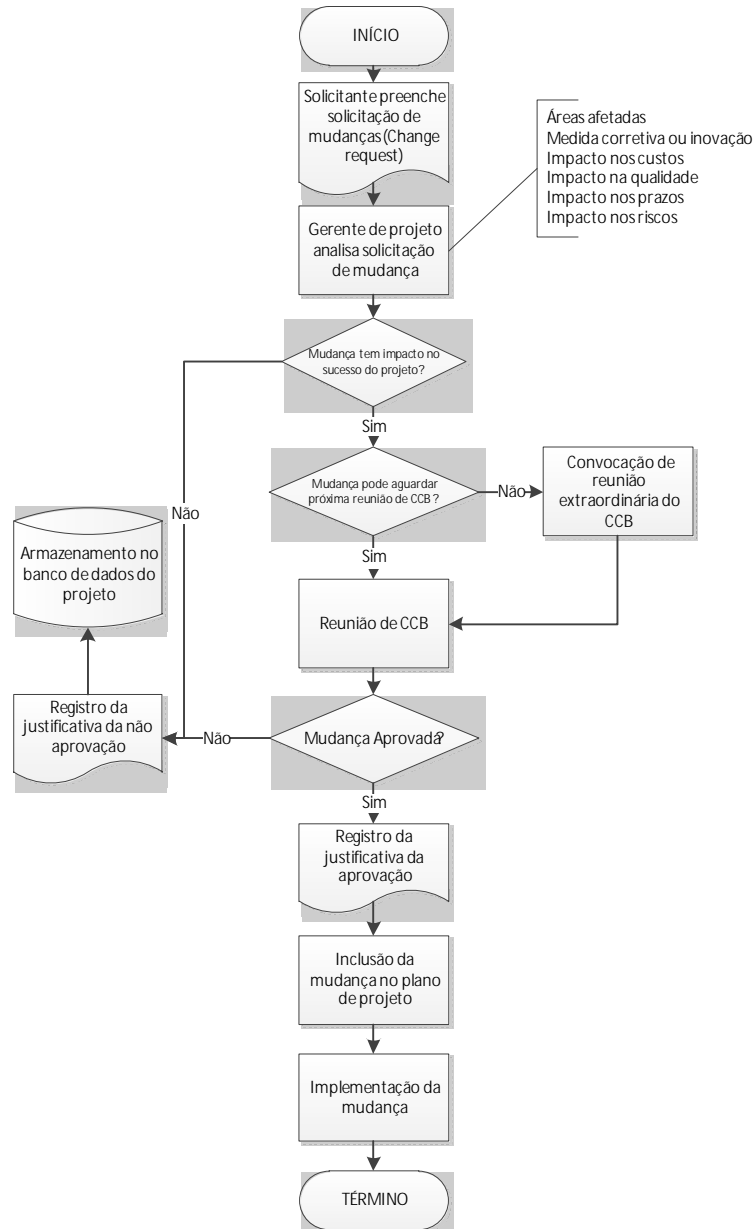 INÍCIO
Solicitante preenche
solicitação de
mudanças (Change
request)
Áreas afetadas
Medida corretiva ou inovação
Impacto nos custos
Impacto na qualidade
Impacto nos prazos
Impacto nos riscos
Gerente de projeto
analisa solicitação
de mudança
Mudança tem impacto no
sucesso do projeto?
Sim
Mudança pode aguardar
próxima reunião de CCB?
Não
Convocação de
reunião
extraordinária do
CCB
Não
Sim
Armazenamento no
banco de dados do
projeto
Reunião de CCB
Registro da
justificativa da não
aprovação
Não
Mudança Aprovada?
Sim
Registro da
justificativa da
aprovação
Inclusão da
mudança no plano
de projeto
Implementação da
mudança
TÉRMINO